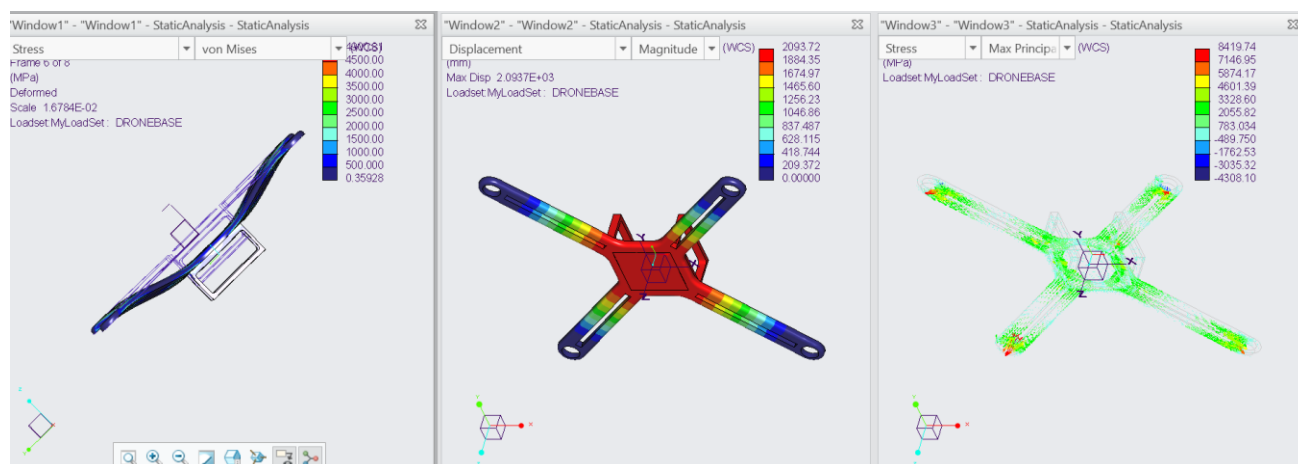 "Window1" - "Window1" - StaticAnalysis - StaticAnalysis
Stress von Mises (WCS)
Frame 6 of 8
(MPa)
Deformed
Scale 1.6784E-02
Loadset:MyLoadSet : DRONEBASE
4500.00
4000.00
3500.00
3000.00
2500.00
2000.00
1500.00
1000.00
500.000
0.35928
"Window2" - "Window2" - StaticAnalysis - StaticAnalysis
Displacement Magnitude (WCS)
(mm)
Max Disp 2.0937E+03
Loadset:MyLoadSet : DRONEBASE
2093.72
1884.35
1674.97
1465.60
1256.23
1046.86
837.487
628.115
418.744
209.372
0.00000
Y
X
Z
X
"Window3" - "Window3" - StaticAnalysis - StaticAnalysis
Stress Max Principa (WCS)
(MPa)
Loadset:MyLoadSet : DRONEBASE
8419.74
7146.95
5874.17
4601.39
3328.60
2055.82
783.034
-489.750
-1762.53
-3035.32
-4308.10
Y
X
Z
X